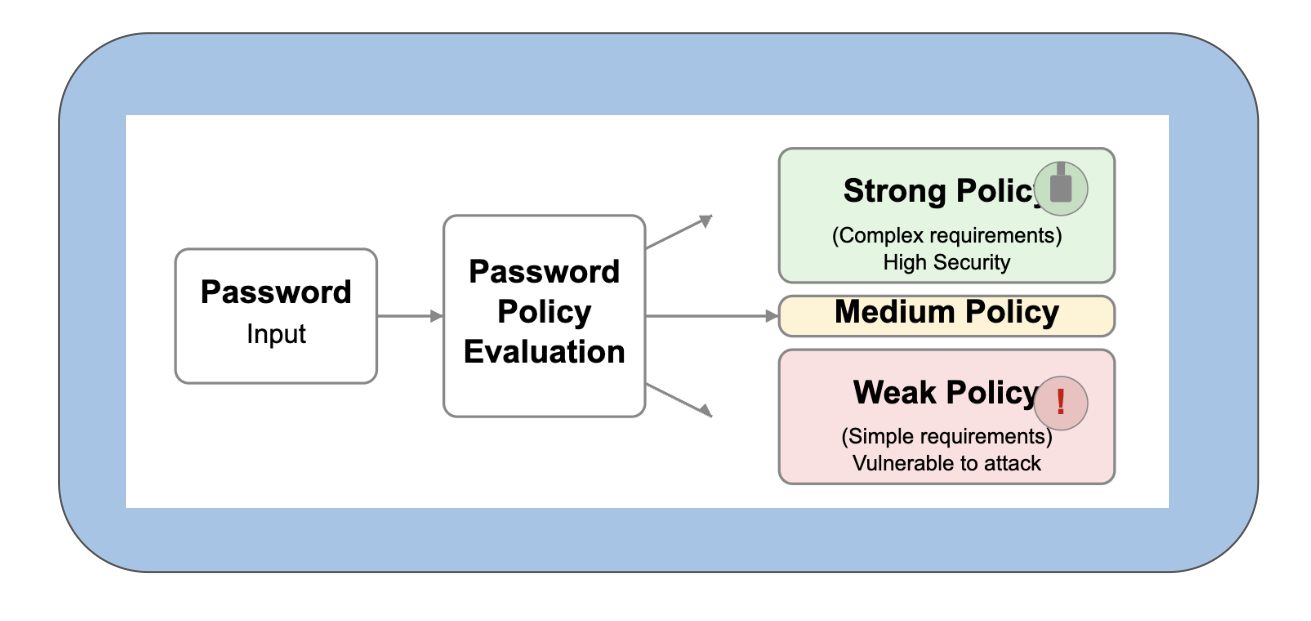 Password
Input
Password
Policy
Evaluation
Strong Policy
(Complex requirements)
High Security
Medium Policy
Weak Policy
(Simple requirements)
Vulnerable to attack
!